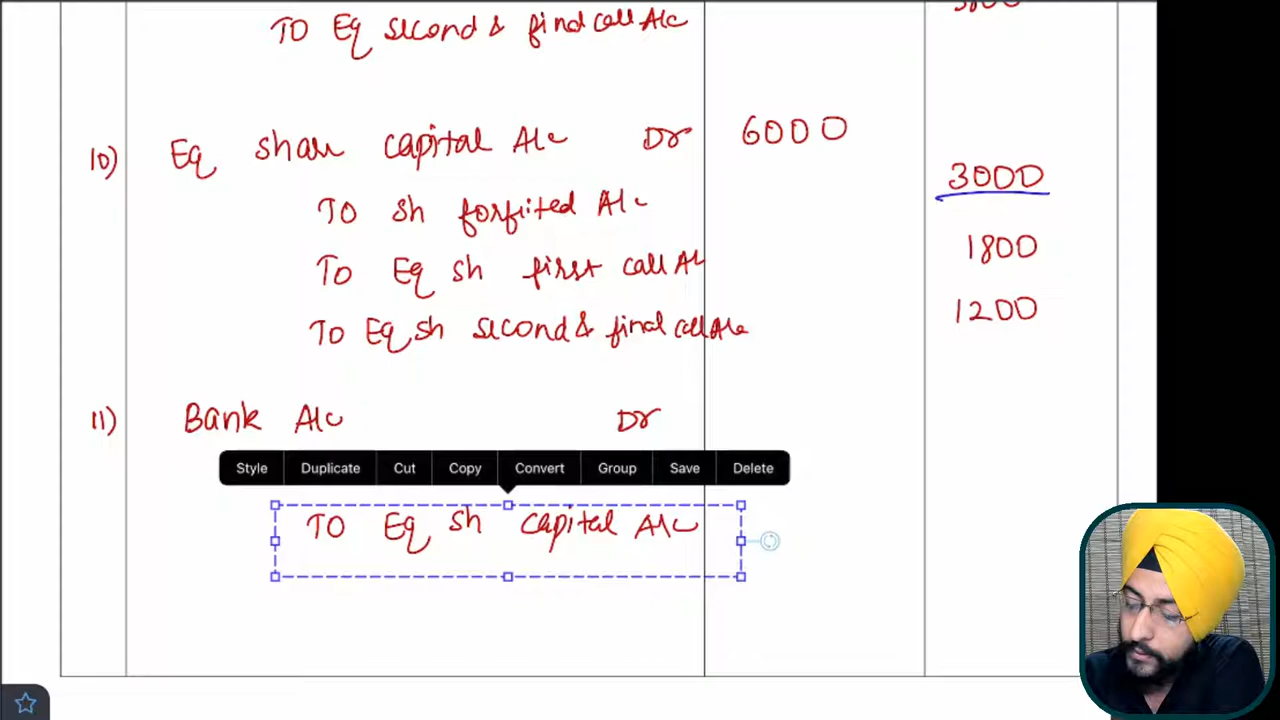 To Eq second & final call A/c
10) Eq share capital A/c Dr 6000
3000
To sh forfited A/c
1800
To Eq sh first call A/c
1200
To Eq sh second & final call A/c
11) Bank A/c Dr
Style Duplicate Cut Copy Convert Group Save Delete
To Eq sh capital A/c